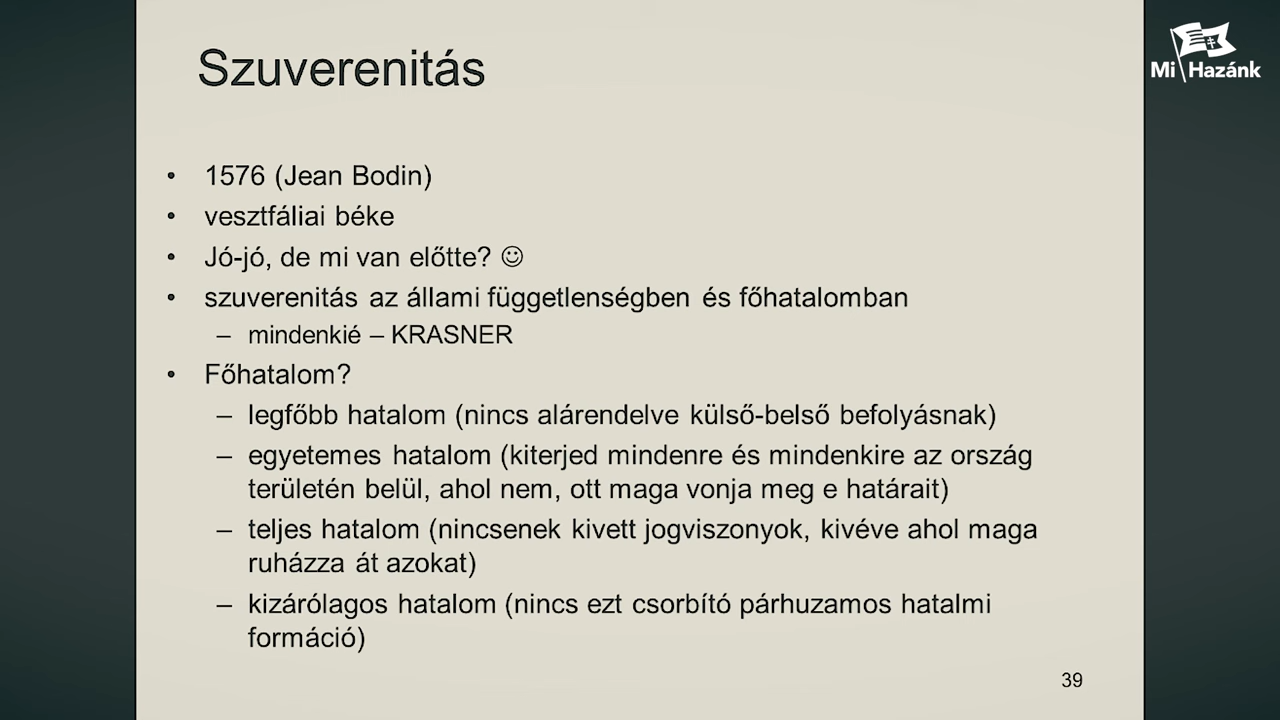 Szuverenitás
Mi Hazánk
• 1576 (Jean Bodin)
• vesztfáliai béke
• Jó-jó, de mi van előtte? ☺
• szuverenitás az állami függetlenségben és főhatalomban
– mindenkié – KRASNER
• Főhatalom?
– legfőbb hatalom (nincs alárendelve külső-belső befolyásnak)
– egyetemes hatalom (kiterjed mindenre és mindenkire az ország
területén belül, ahol nem, ott maga vonja meg e határait)
– teljes hatalom (nincsenek kivett jogviszonyok, kivéve ahol maga
ruházza át azokat)
– kizárólagos hatalom (nincs ezt csorbító párhuzamos hatalmi
formáció)
39